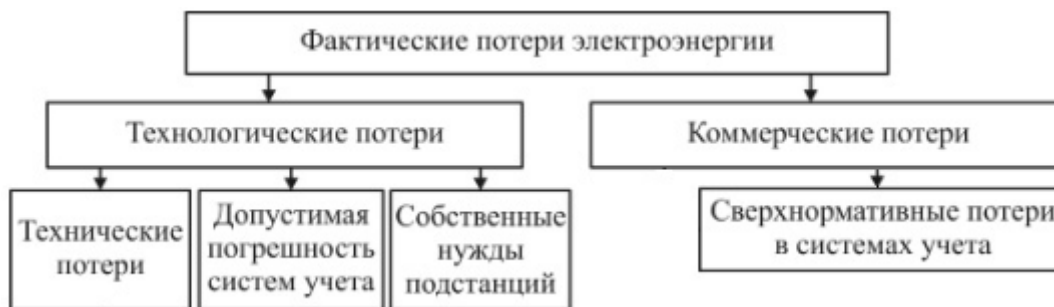 Фактические потери электроэнергии
Технологические потери
Коммерческие потери
Технические
потери
Допустимая
погрешность
систем учета
Собственные
нужды
подстанций
Сверхнормативные потери
в системах учета